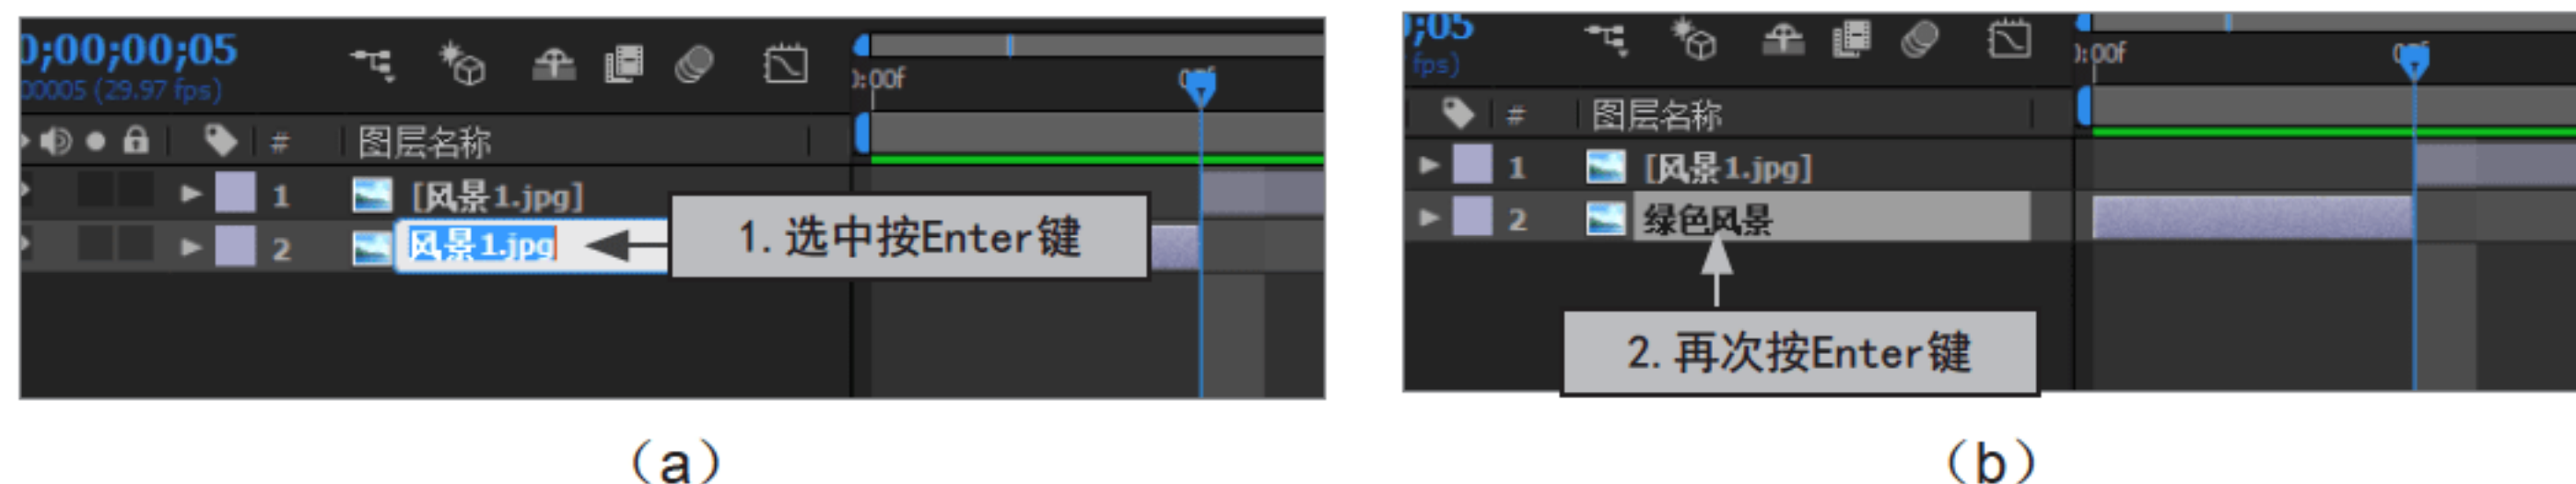 0;00;00;05
00005 (29.97 fps)
0:00f
# 图层名称
1 [风景1.jpg]
2 风景1.jpg
1.选中按Enter键
(a)
;05
fps)
):00f
# 图层名称
1 [风景1.jpg]
2 绿色风景
2.再次按Enter键
(b)